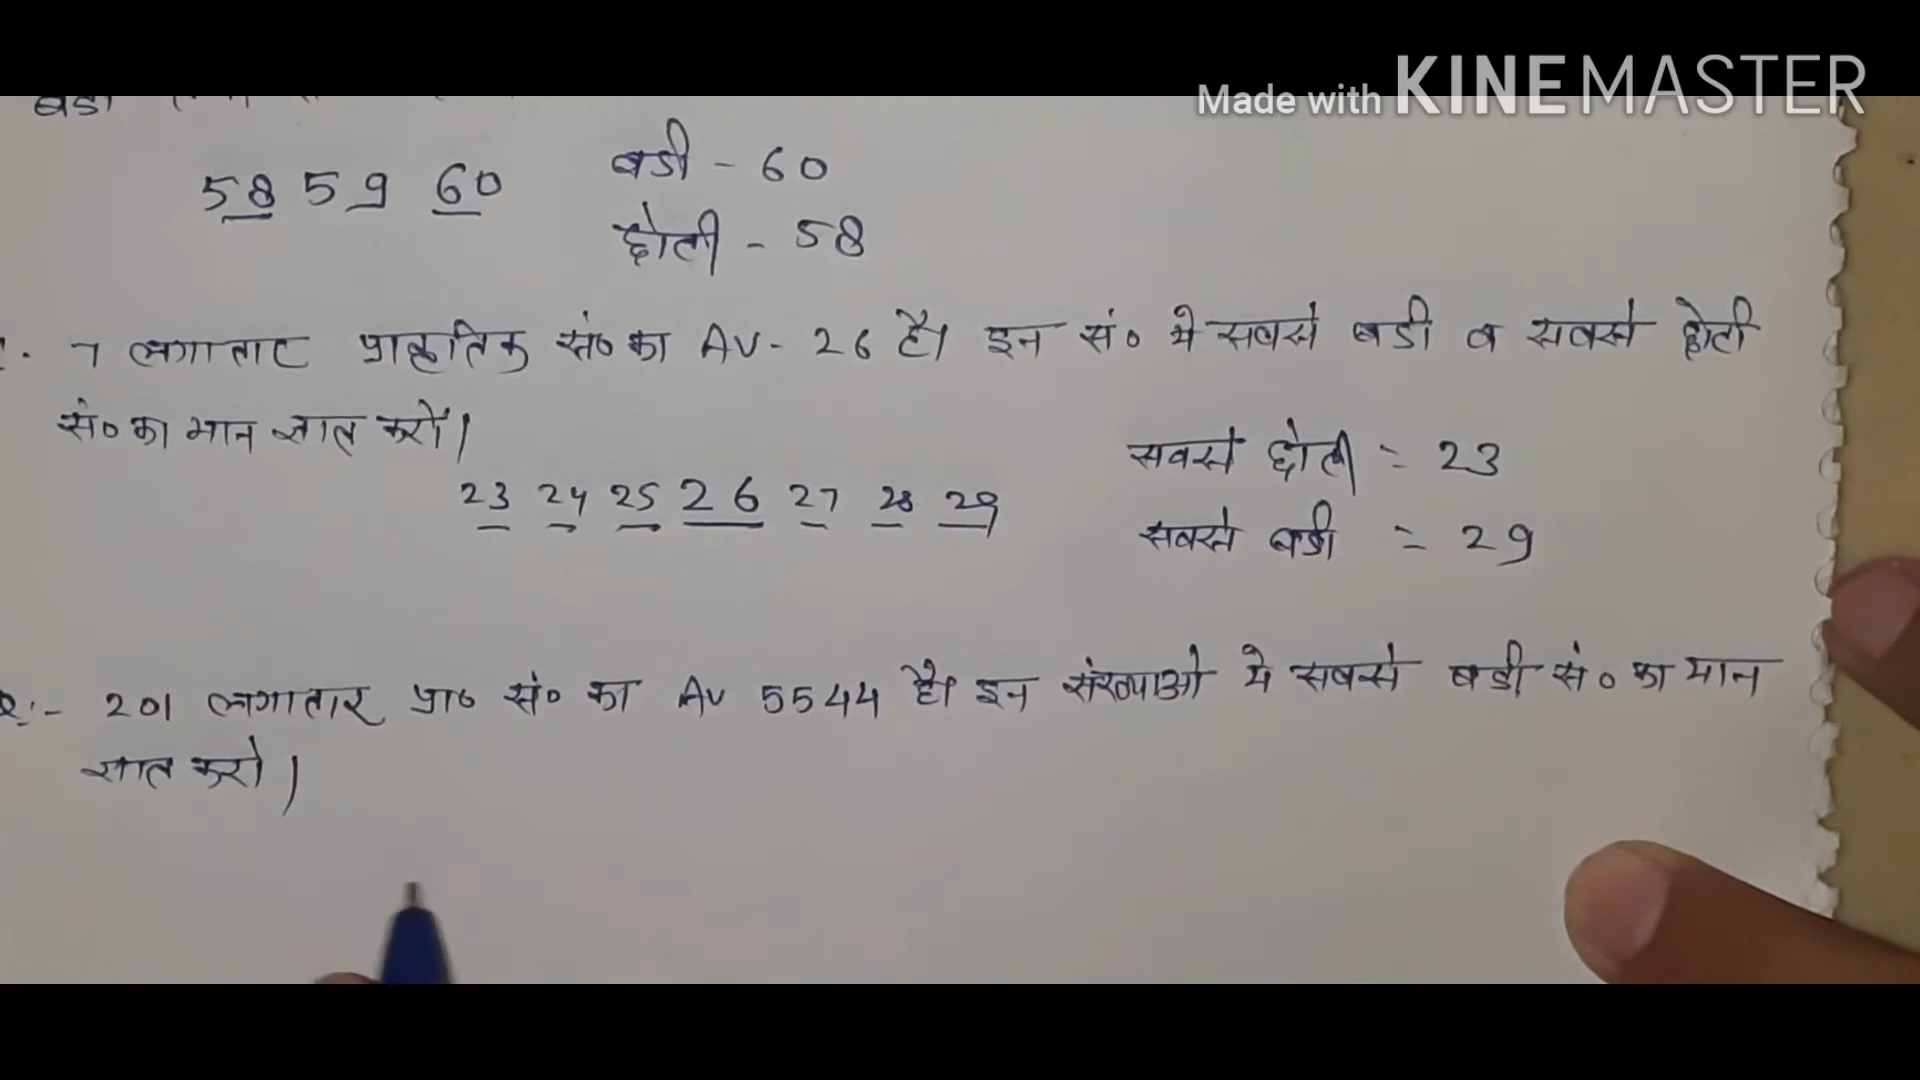 Made with KINEMASTER
बडी
58 59 60 बडी - 60
छोटी - 58
7 लगातार प्राकृतिक सं० का AV - 26 है। इन सं० मे सबसे बडी व सबसे छोटी
सं० का मान ज्ञात करो।
सबसे छोटी = 23
23 24 25 26 27 28 29
सबसे बडी = 29
Q:- 201 लगातार प्रा० सं० का AV 5544 है। इन संख्याओ मे सबसे बडी सं० का मान
ज्ञात करो।